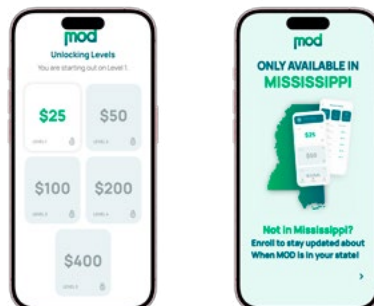 mod
Unlocking Levels
You are starting out on Level 1.
$25
$50
$100
$200
$400
mod
ONLY AVAILABLE IN
MISSISSIPPI
$25
Not in Mississippi?
Enroll to stay updated about
When MOD is in your state!